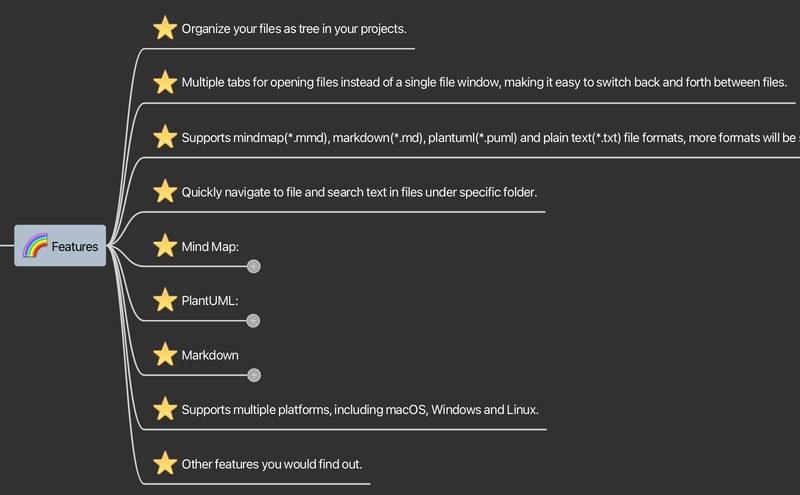 Organize your files as tree in your projects.
Multiple tabs for opening files instead of a single file window, making it easy to switch back and forth between files.
Supports mindmap(*.mmd), markdown(*.md), plantuml(*.puml) and plain text(*.txt) file formats, more formats will be
Quickly navigate to file and search text in files under specific folder.
Features
Mind Map:
PlantUML:
Markdown
Supports multiple platforms, including macOS, Windows and Linux.
Other features you would find out.